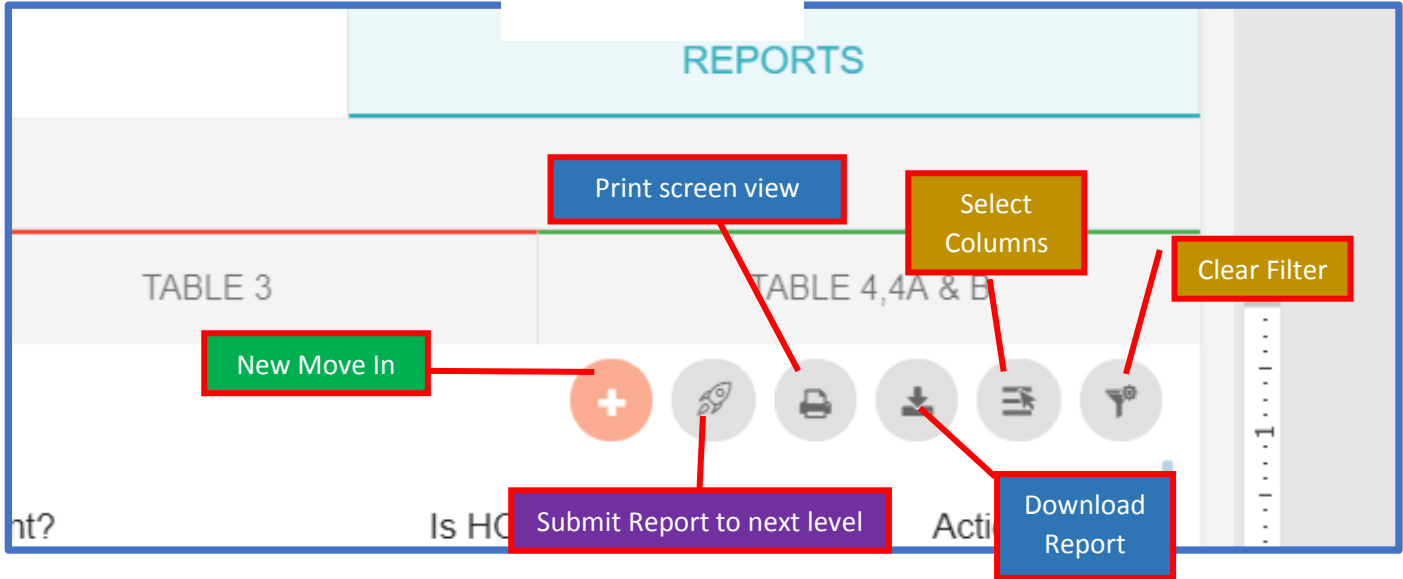 REPORTS
Print screen view
Select
Columns
Clear Filter
TABLE 3
TABLE 4,4A & B
New Move In
1
nt?
Is HC
Submit Report to next level
Acti
Download
Report